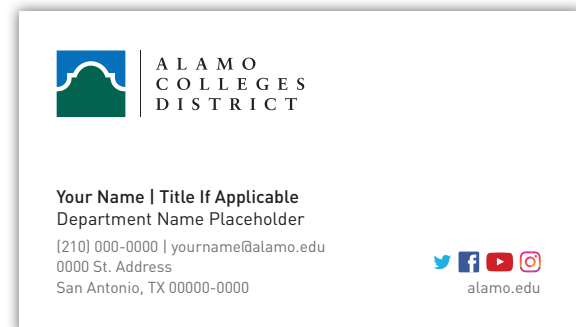 ALAMO
COLLEGES
DISTRICT
Your Name | Title If Applicable
Department Name Placeholder
(210) 000-0000 | yourname@alamo.edu
0000 St. Address
San Antonio, TX 00000-0000
alamo.edu